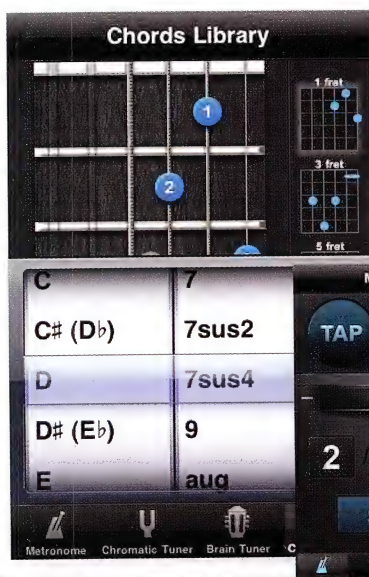 Chords Library
1
2
1 fret
3 fret
5 fret
C 7
C# (D♭) 7sus2
D 7sus4
D# (E♭) 9
E aug
TAP
2
Metronome Chromatic Tuner Brain Tuner